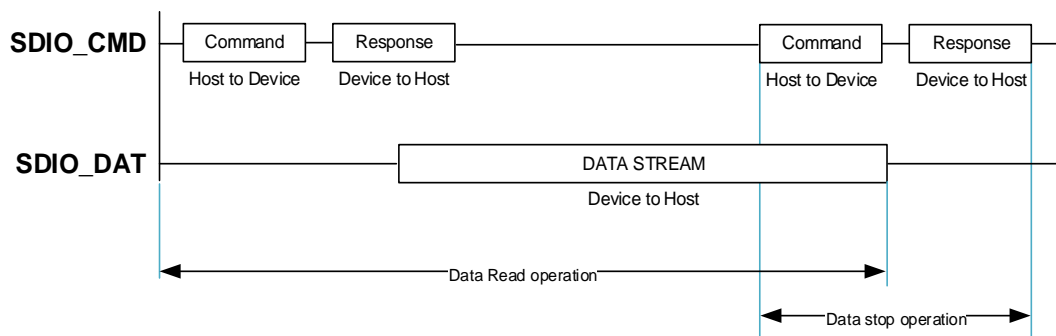 SDIO_CMD
Command
Response
Command
Response
Host to Device
Device to Host
Host to Device
Device to Host
SDIO_DAT
DATA STREAM
Device to Host
Data Read operation
Data stop operation